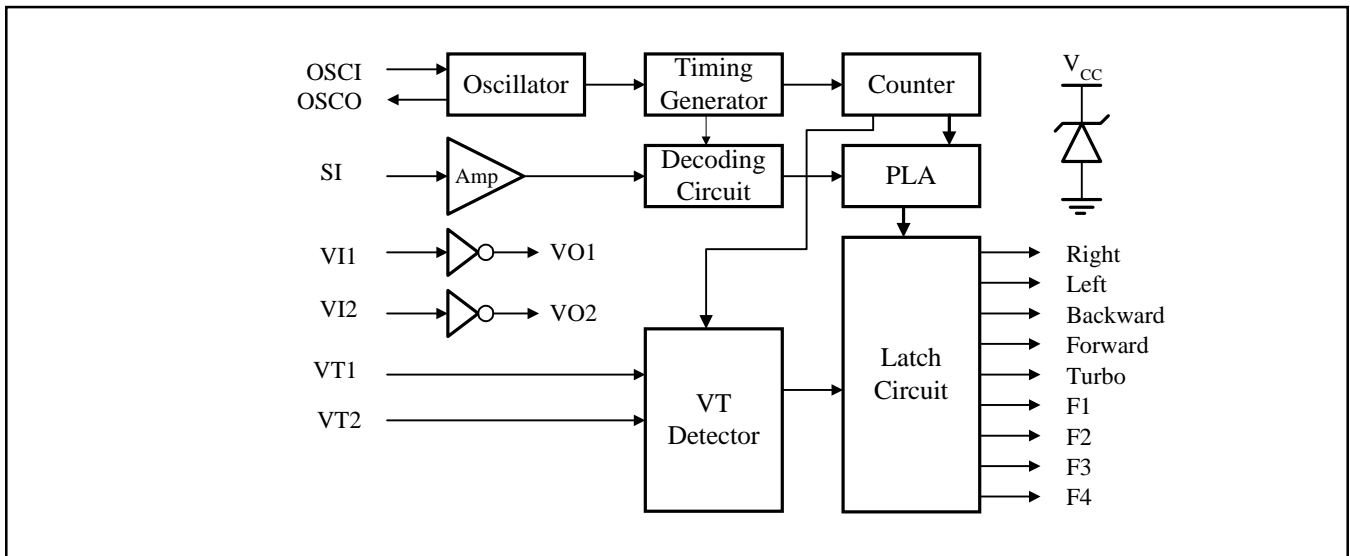 OSCI
OSCO
Oscillator
Timing
Generator
Counter
V_CC
SI
Amp
Decoding
Circuit
PLA
VI1
VO1
VI2
VO2
VT1
VT2
VT
Detector
Latch
Circuit
Right
Left
Backward
Forward
Turbo
F1
F2
F3
F4